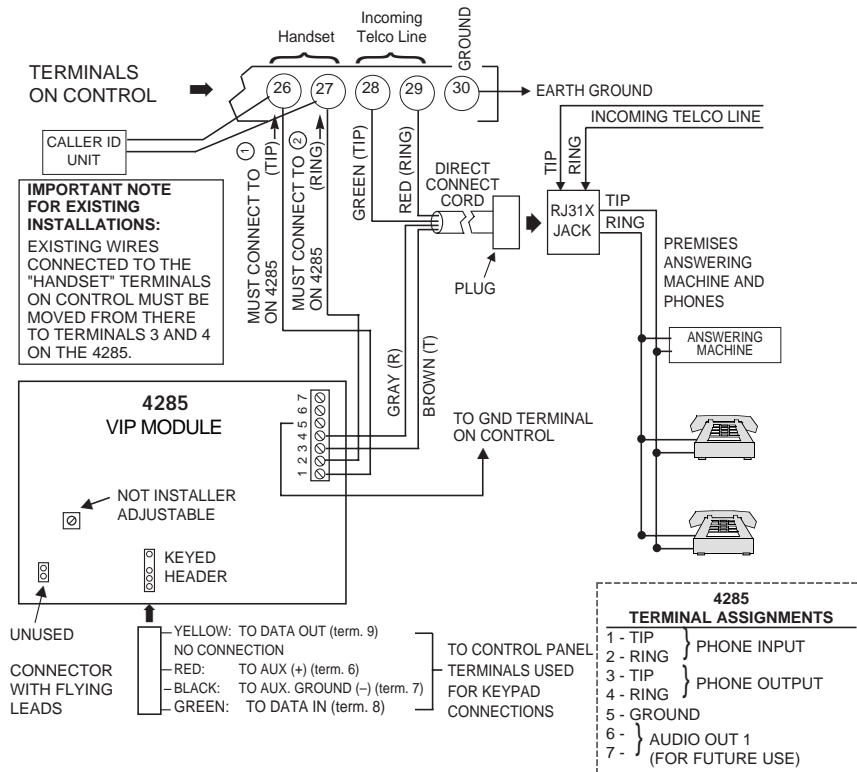 Incoming
Handset Telco Line
GROUND
TERMINALS
ON CONTROL
26 27 28 29 30
EARTH GROUND
INCOMING TELCO LINE
CALLER ID
UNIT
MUST CONNECT TO 1 (TIP)
ON 4285
MUST CONNECT TO 2 (RING)
ON 4285
GREEN (TIP)
RED (RING)
DIRECT
CONNECT
CORD
TIP
RING
RJ31X
JACK
TIP
RING
PLUG
IMPORTANT NOTE
FOR EXISTING
INSTALLATIONS:
EXISTING WIRES
CONNECTED TO THE
"HANDSET" TERMINALS
ON CONTROL MUST BE
MOVED FROM THERE
TO TERMINALS 3 AND 4
ON THE 4285.
PREMISES
ANSWERING
MACHINE AND
PHONES
ANSWERING
MACHINE
GRAY (R)
BROWN (T)
4285
VIP MODULE
1 2 3 4 5 6 7
TO GND TERMINAL
ON CONTROL
NOT INSTALLER
ADJUSTABLE
KEYED
HEADER
UNUSED
CONNECTOR
WITH FLYING
LEADS
YELLOW: TO DATA OUT (term. 9)
NO CONNECTION
RED: TO AUX (+) (term. 6)
BLACK: TO AUX. GROUND (–) (term. 7)
GREEN: TO DATA IN (term. 8)
TO CONTROL PANEL
TERMINALS USED
FOR KEYPAD
CONNECTIONS
4285
TERMINAL ASSIGNMENTS
1 - TIP
2 - RING
PHONE INPUT
3 - TIP
4 - RING
PHONE OUTPUT
5 - GROUND
6 -
7 -
AUDIO OUT 1
(FOR FUTURE USE)